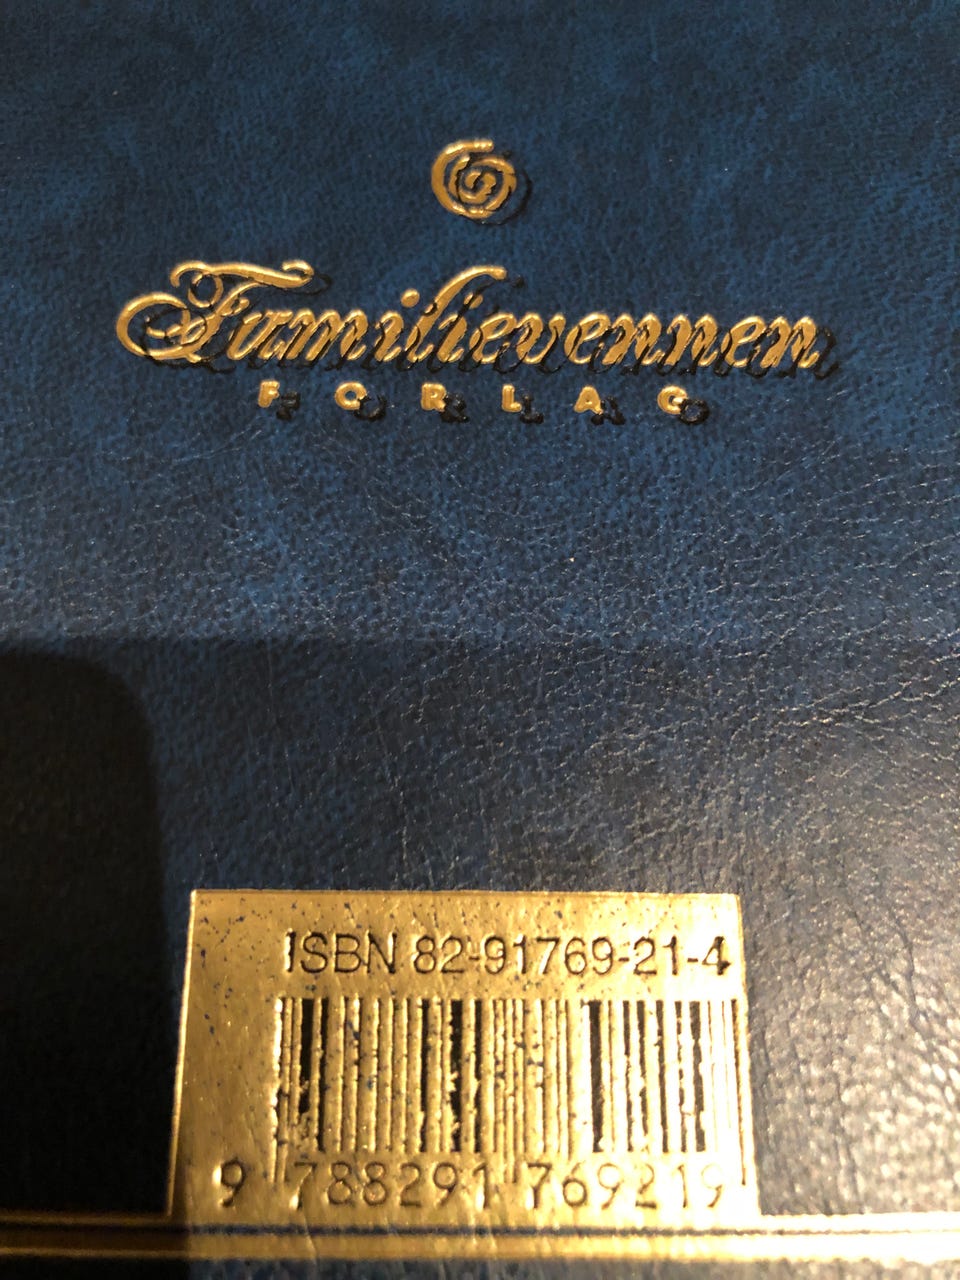 Familievennen
FORLAG
ISBN 82-91769-21-4
9 788291 769219